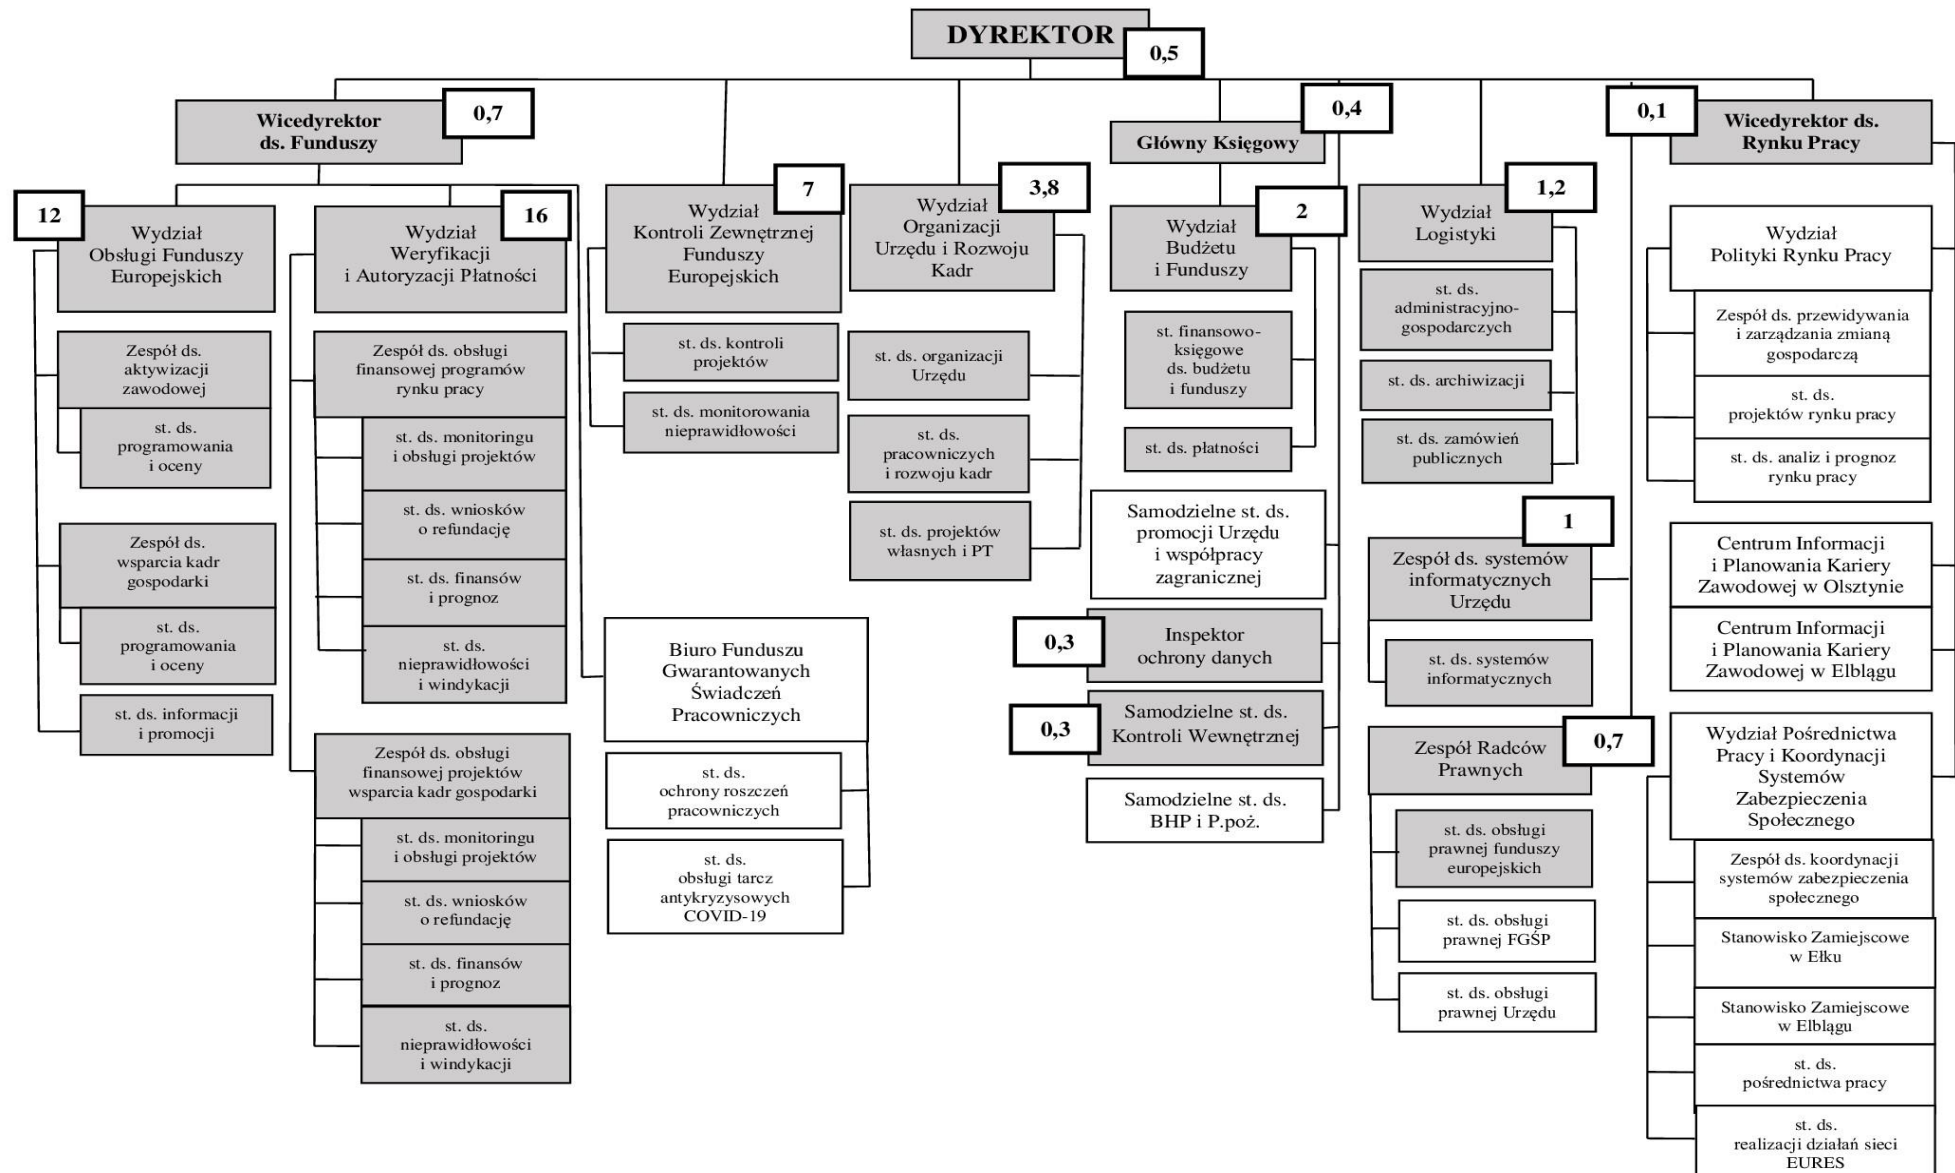 DYREKTOR
0,5
Wicedyrektor
ds. Funduszy
0,7
12
Wydział
Obsługi Funduszy
Europejskich
Zespół ds.
aktywizacji
zawodowej
st. ds.
programowania
i oceny
Zespół ds.
wsparcia kadr
gospodarki
st. ds.
programowania
i oceny
st. ds. informacji
i promocji
16
Wydział
Weryfikacji
i Autoryzacji Płatności
Zespół ds. obsługi
finansowej programów
rynku pracy
st. ds. monitoringu
i obsługi projektów
st. ds. wniosków
o refundację
st. ds. finansów
i prognoz
st. ds.
nieprawidłowości
i windykacji
Zespół ds. obsługi
finansowej projektów
wsparcia kadr gospodarki
st. ds. monitoringu
i obsługi projektów
st. ds. wniosków
o refundację
st. ds. finansów
i prognoz
st. ds.
nieprawidłowości
i windykacji
Biuro Funduszu
Gwarantowanych
Świadczeń
Pracowniczych
st. ds.
ochrony roszczeń
pracowniczych
st. ds.
obsługi tarcz
antykryzysowych
COVID-19
7
Wydział
Kontroli Zewnętrznej
Funduszy
Europejskich
st. ds. kontroli
projektów
st. ds. monitorowania
nieprawidłowości
3,8
Wydział
Organizacji
Urzędu i Rozwoju
Kadr
st. ds. organizacji
Urzędu
st. ds.
pracowniczych
i rozwoju kadr
st. ds. projektów
własnych i PT
0,4
Główny Księgowy
2
Wydział
Budżetu
i Funduszy
st. finansowo-
księgowe
ds. budżetu
i funduszy
st. ds. płatności
Samodzielne st. ds.
promocji Urzędu
i współpracy
zagranicznej
0,3
Inspektor
ochrony danych
0,3
Samodzielne st. ds.
Kontroli Wewnętrznej
Samodzielne st. ds.
BHP i P.poż.
1,2
Wydział
Logistyki
st. ds.
administracyjno-
gospodarczych
st. ds. archiwizacji
st. ds. zamówień
publicznych
1
Zespół ds. systemów
informatycznych
Urzędu
st. ds. systemów
informatycznych
0,7
Zespół Radców
Prawnych
st. ds. obsługi
prawnej funduszy
europejskich
st. ds. obsługi
prawnej FGŚP
st. ds. obsługi
prawnej Urzędu
0,1
Wicedyrektor ds.
Rynku Pracy
Wydział
Polityki Rynku Pracy
Zespół ds. przewidywania
i zarządzania zmianą
gospodarczą
st. ds.
projektów rynku pracy
st. ds. analiz i prognoz
rynku pracy
Centrum Informacji
i Planowania Kariery
Zawodowej w Olsztynie
Centrum Informacji
i Planowania Kariery
Zawodowej w Elblągu
Wydział Pośrednictwa
Pracy i Koordynacji
Systemów
Zabezpieczenia
Społecznego
Zespół ds. koordynacji
systemów zabezpieczenia
społecznego
Stanowisko Zamiejscowe
w Ełku
Stanowisko Zamiejscowe
w Elblągu
st. ds.
pośrednictwa pracy
st. ds.
realizacji działań sieci
EURES